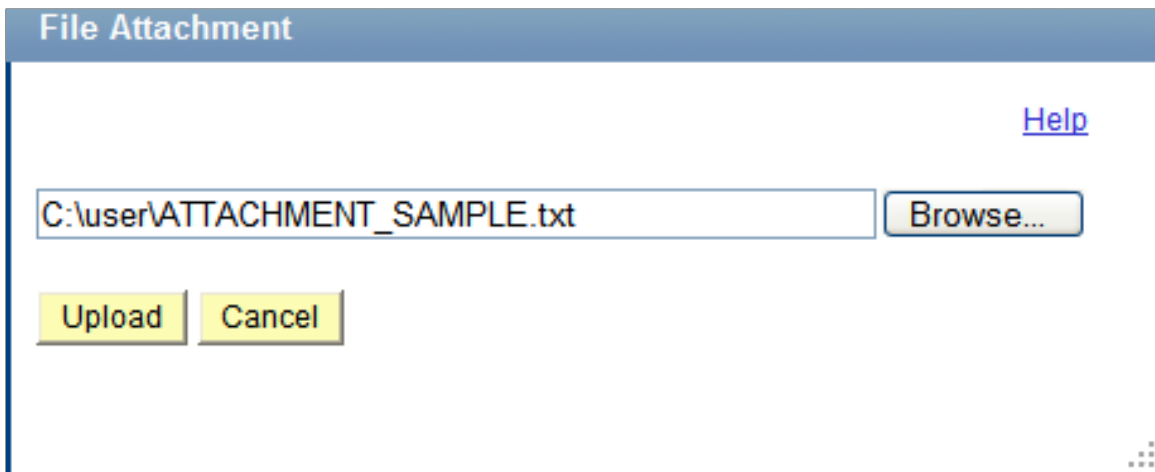 File Attachment
Help
C:\user\ATTACHMENT_SAMPLE.txt Browse...
Upload Cancel